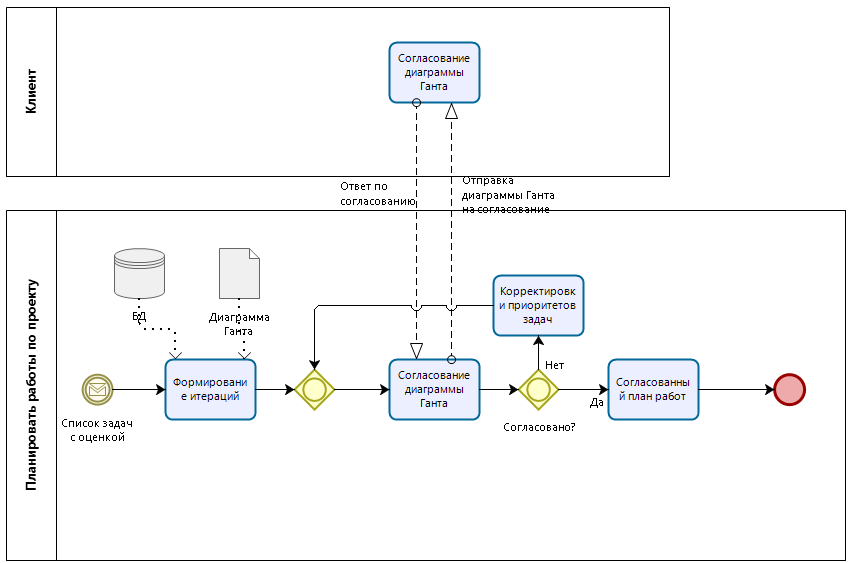 Клиент
Согласование
диаграммы
Ганта
Ответ по
согласованию
Отправка
диаграммы Ганта
на согласование
Планировать работы по проекту
БД
Диаграмма
Ганта
Корректировк
и приоритетов
задач
Список задач
с оценкой
Формировани
е итераций
Согласование
диаграммы
Ганта
Нет
Согласовано?
Да
Согласованны
й план работ